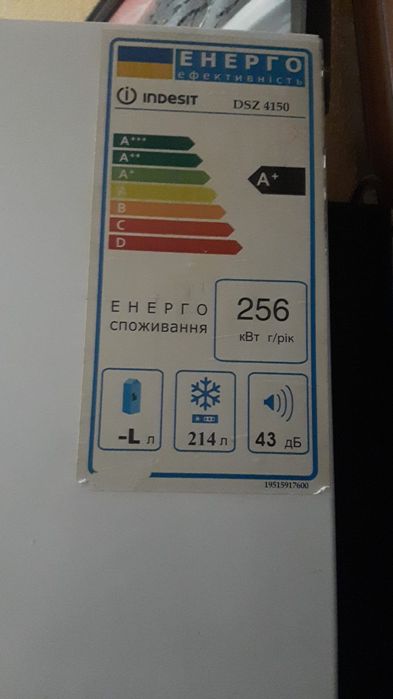 ЕНЕРГО
ефективність
indesit DSZ 4150
A+++
A++
A+
A
B
C
D
A+
ЕНЕРГО
споживання
256
кВт г/рік
-L л
214 л
43 дБ
19515917600